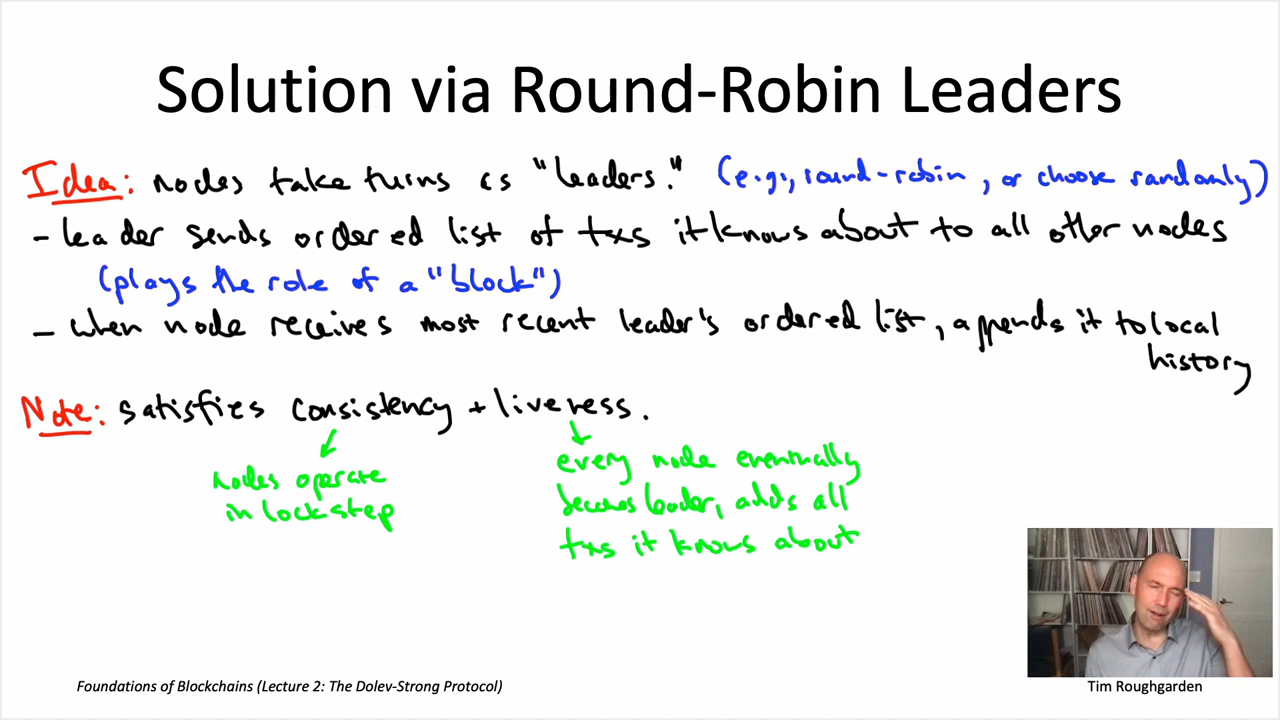 Solution via Round-Robin Leaders
Idea: nodes take turns as "leaders." (e.g., round-robin, or choose randomly)
- leader sends ordered list of txs it knows about to all other nodes
(plays the role of a "block")
- when node receives most recent leader's ordered list, appends it to local
history
Note: satisfies consistency + liveness.
nodes operate
in lockstep
every node eventually
becomes leader, adds all
txs it knows about
Foundations of Blockchains (Lecture 2: The Dolev-Strong Protocol)
Tim Roughgarden